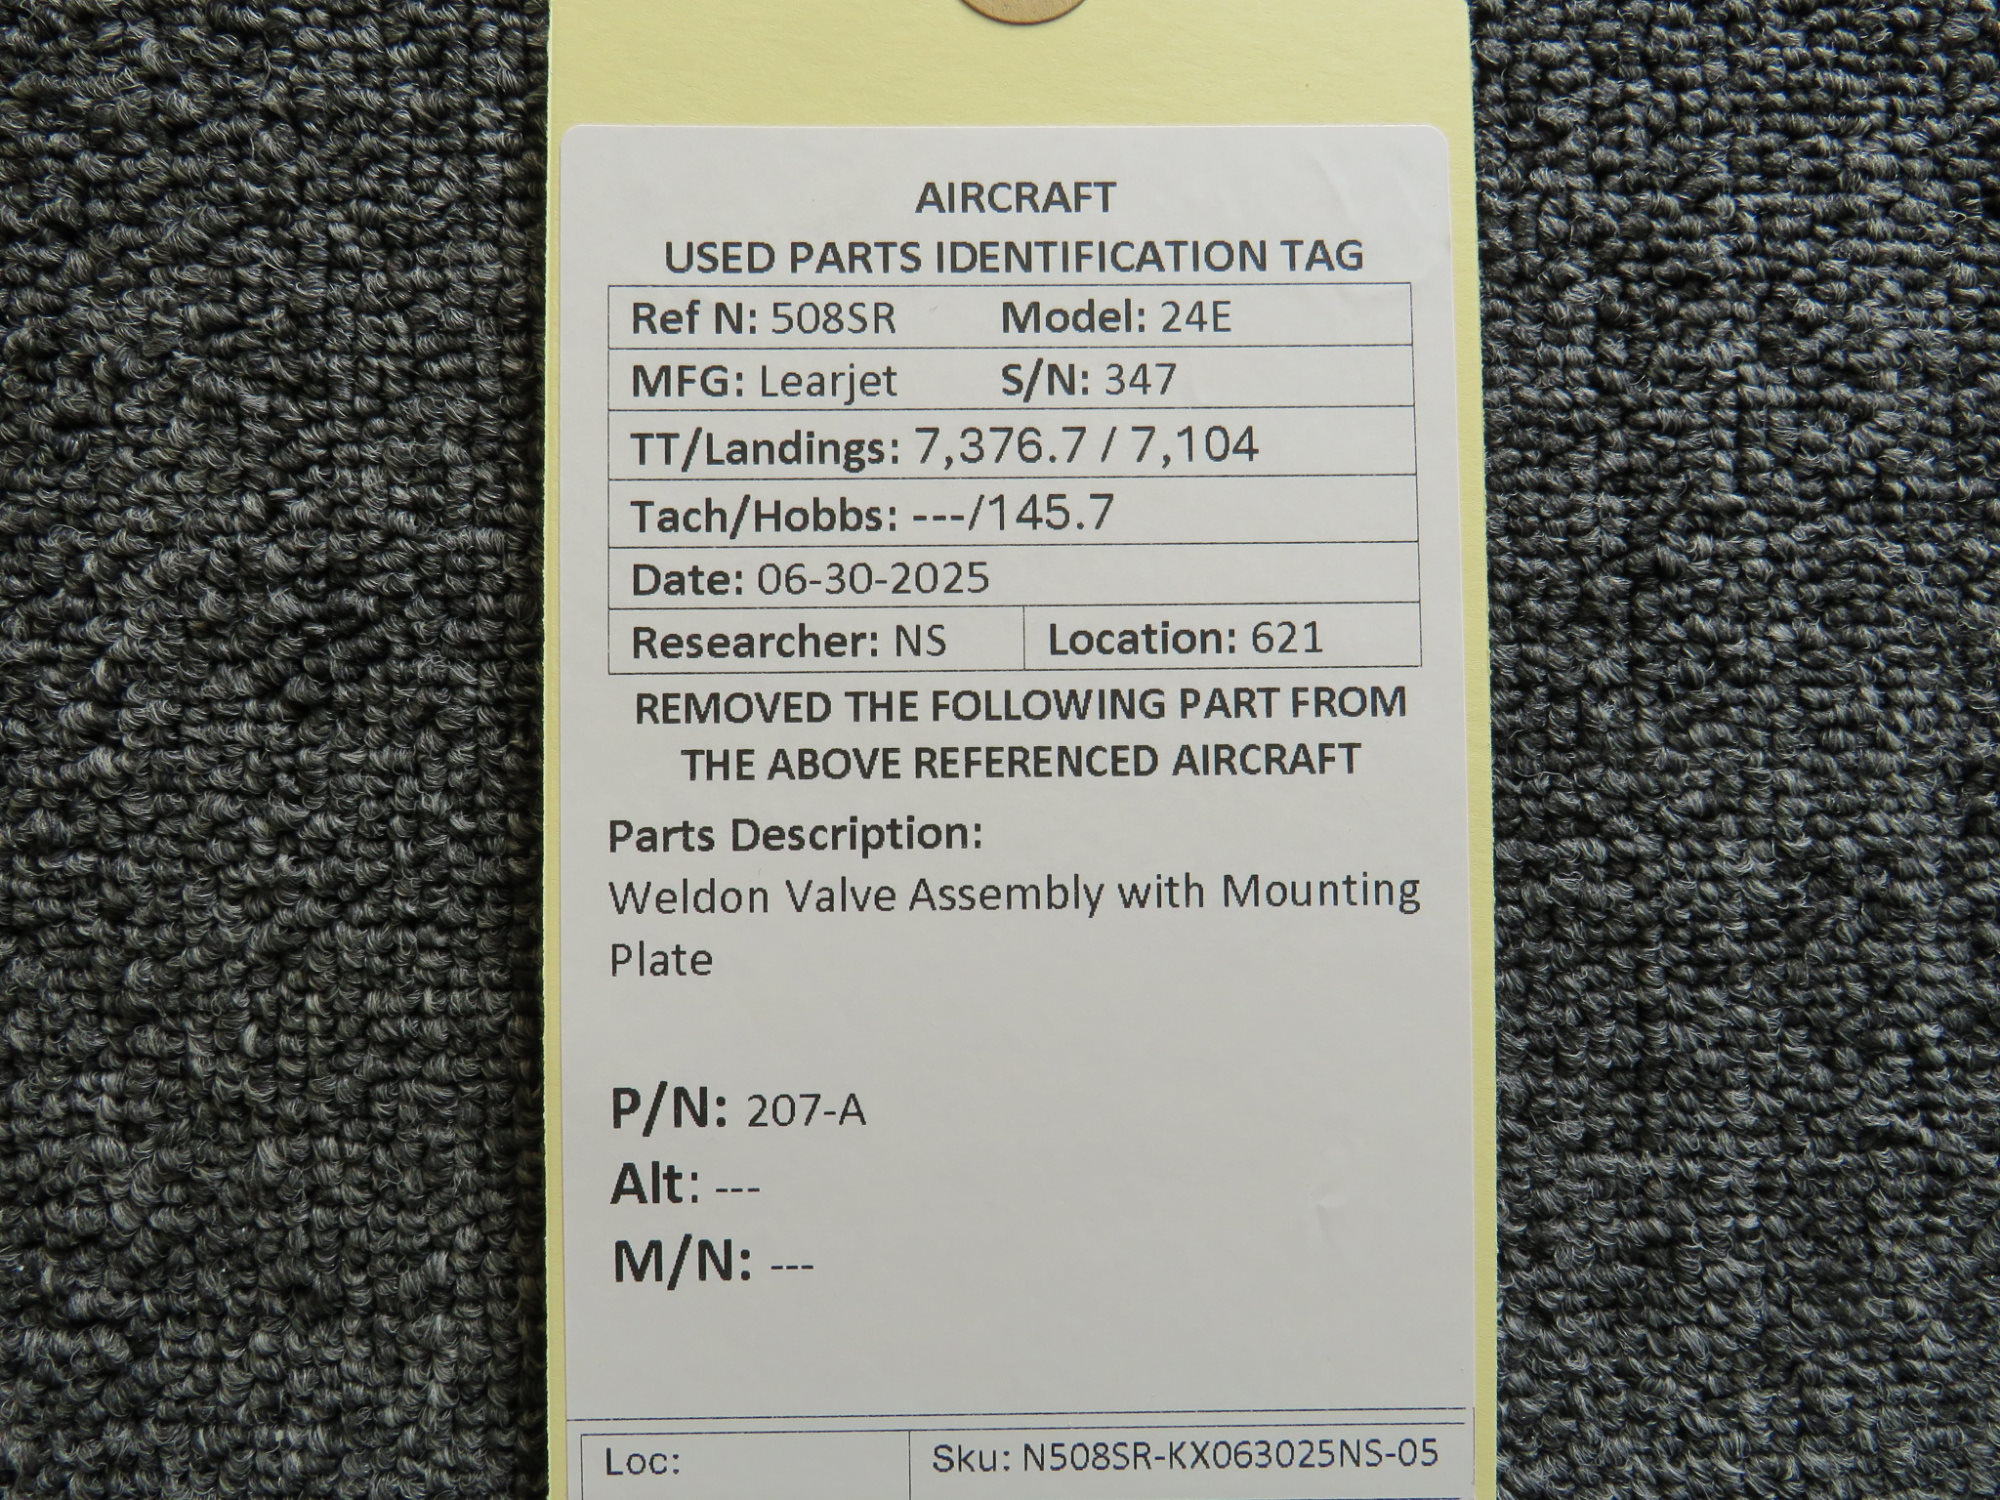 AIRCRAFT
USED PARTS IDENTIFICATION TAG
Ref N: 508SR Model: 24E
MFG: Learjet S/N: 347
TT/Landings: 7,376.7 / 7,104
Tach/Hobbs: ---/145.7
Date: 06-30-2025
Researcher: NS Location: 621
REMOVED THE FOLLOWING PART FROM
THE ABOVE REFERENCED AIRCRAFT
Parts Description:
Weldon Valve Assembly with Mounting
Plate
P/N: 207-A
Alt: ---
M/N: ---
Loc: Sku: N508SR-KX063025NS-05